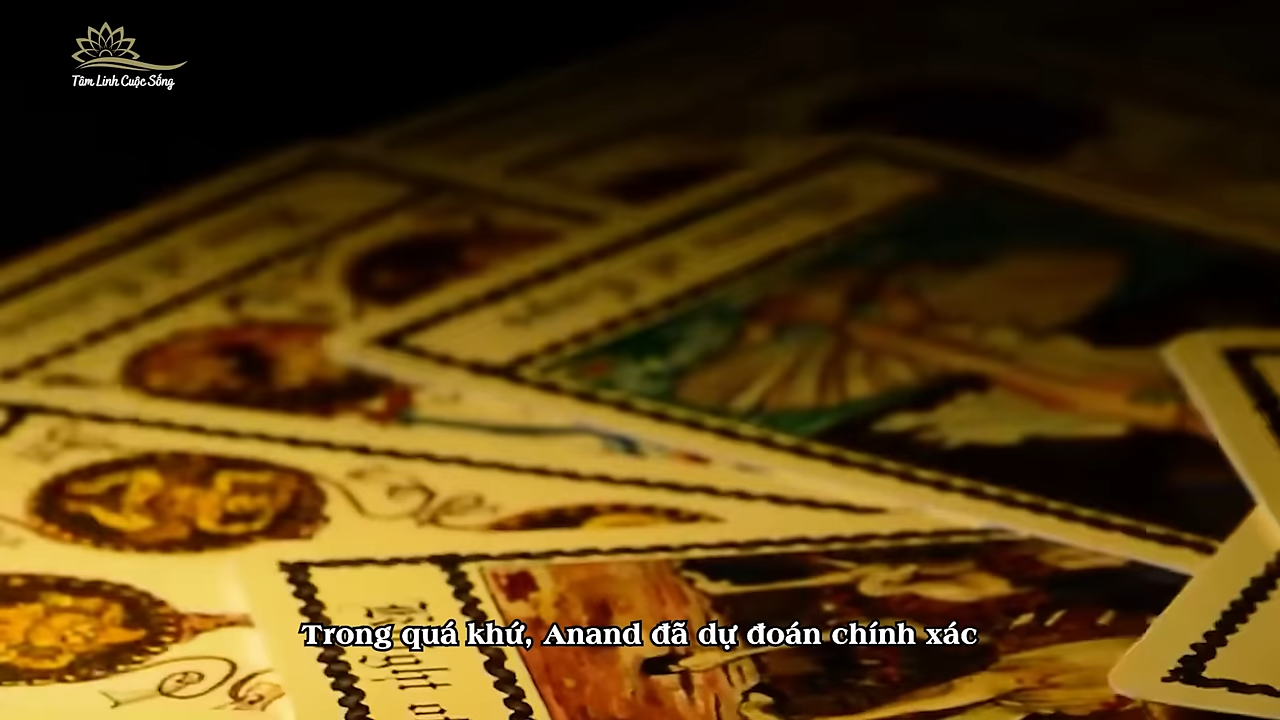 Tâm Linh Cuộc Sống
Trong quá khứ, Anand đã dự đoán chính xác